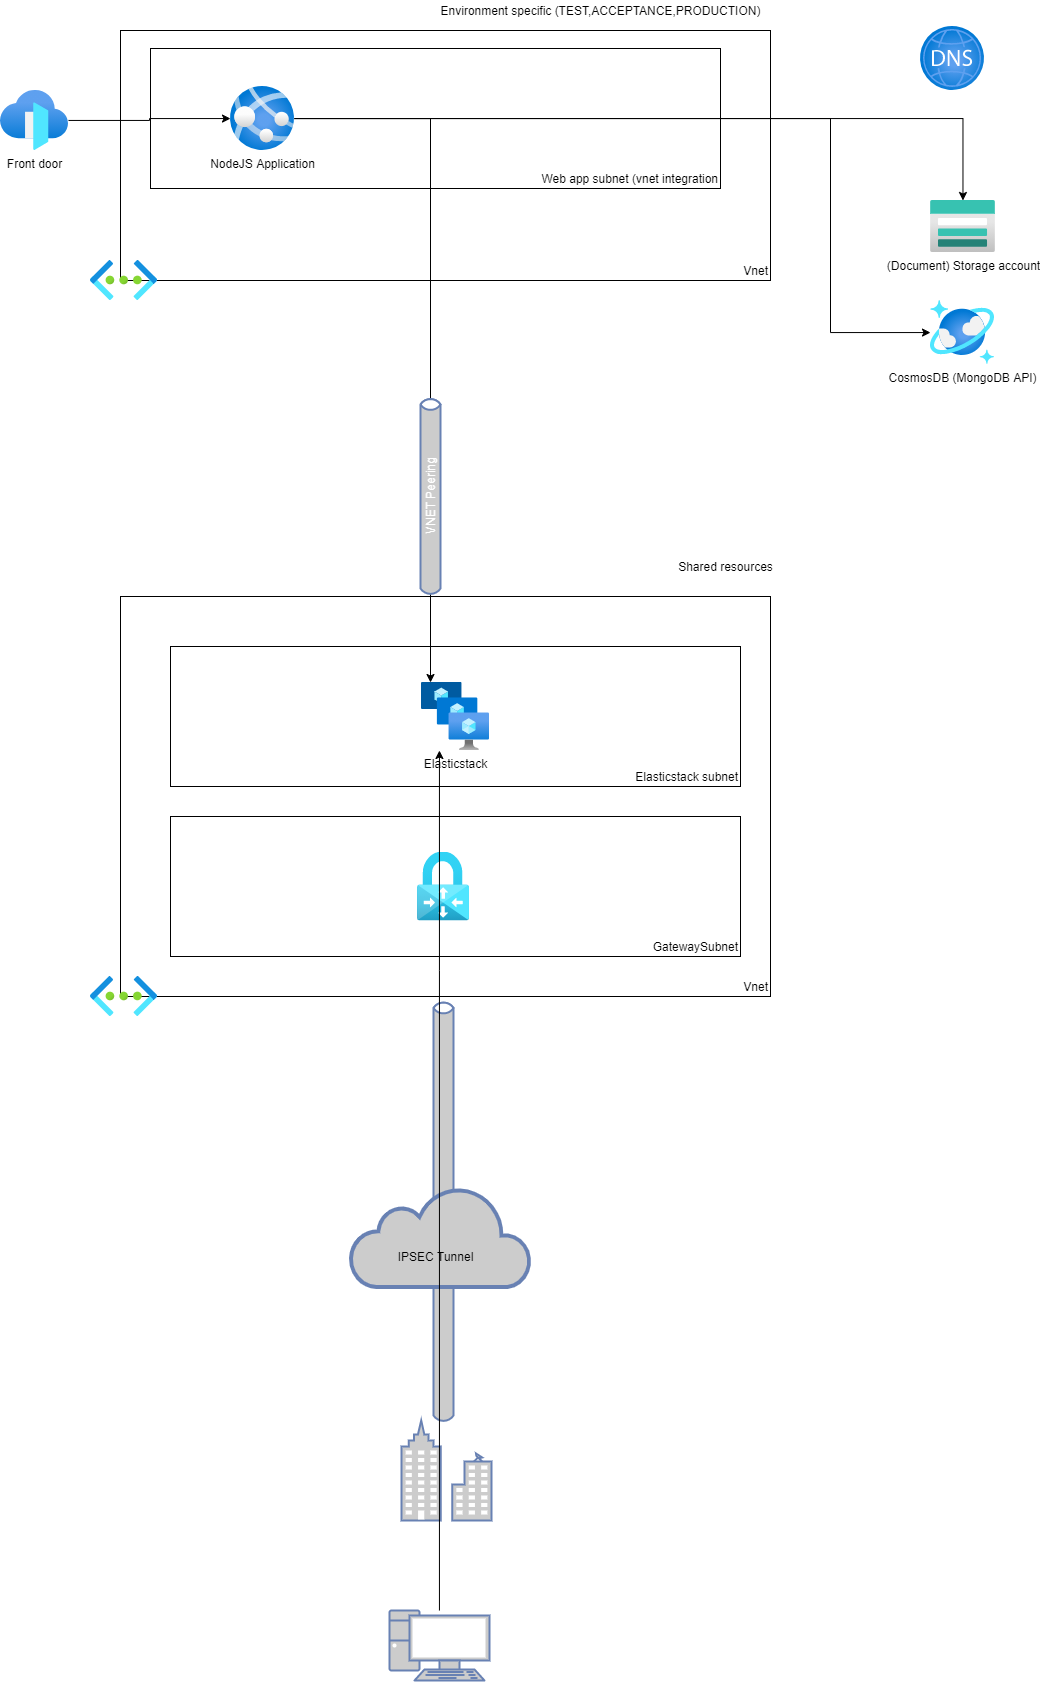 Environment specific (TEST,ACCEPTANCE,PRODUCTION)
DNS
Front door
NodeJS Application
Web app subnet (vnet integration
Vnet
(Document) Storage account
CosmosDB (MongoDB API)
VNET Peering
Shared resources
Elasticstack
Elasticstack subnet
GatewaySubnet
Vnet
IPSEC Tunnel